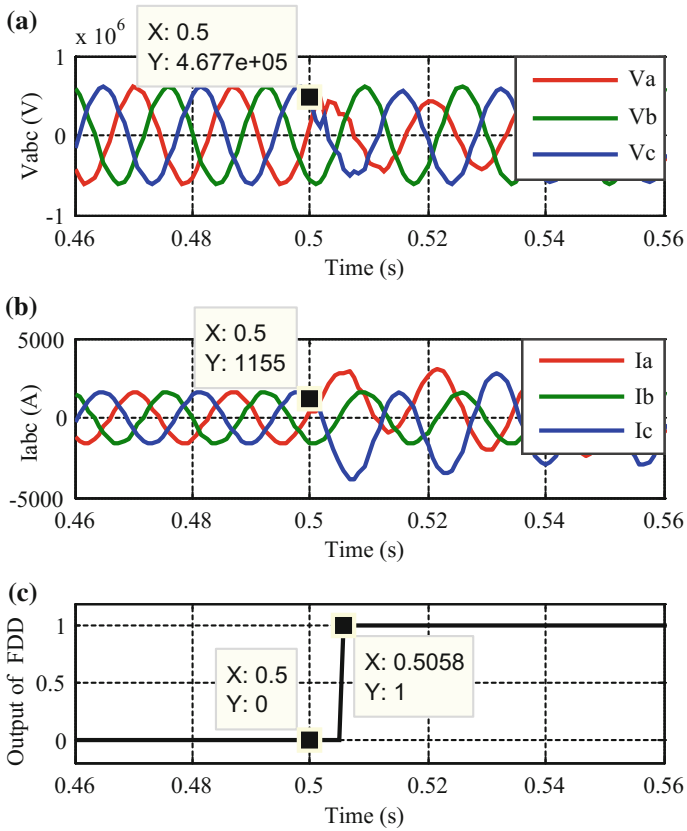 (a)
x 10^6
X: 0.5
Y: 4.677e+05
1
0
-1
Vabc (V)
Va
Vb
Vc
0.46 0.48 0.5 0.52 0.54 0.56
Time (s)
(b)
X: 0.5
Y: 1155
5000
0
-5000
Iabc (A)
Ia
Ib
Ic
0.46 0.48 0.5 0.52 0.54 0.56
Time (s)
(c)
1
0.5
0
Output of FDD
X: 0.5
Y: 0
X: 0.5058
Y: 1
0.46 0.48 0.5 0.52 0.54 0.56
Time (s)